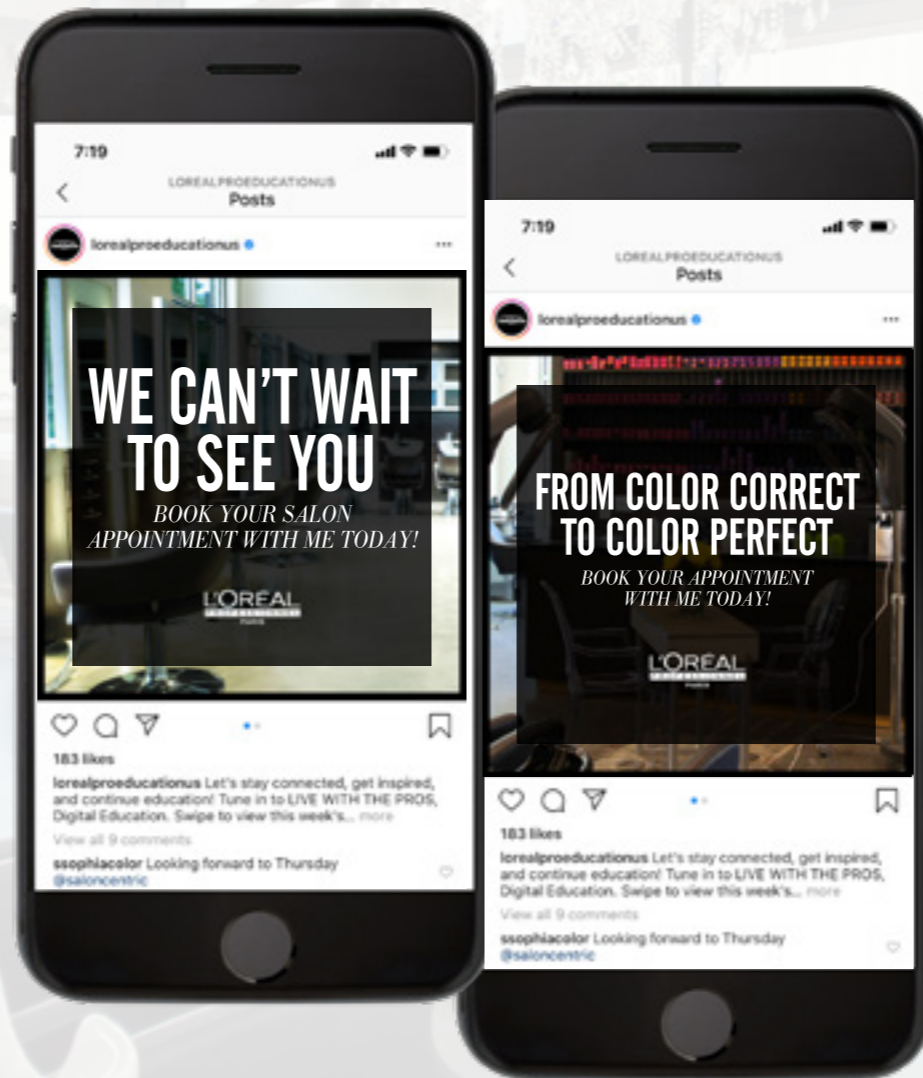 7:19
LOREALPROEDUCATIONUS
Posts
lorealproeducationus
WE CAN'T WAIT
TO SEE YOU
BOOK YOUR SALON
APPOINTMENT WITH ME TODAY!
L'ORÉAL
PROFESSIONNEL
PARIS
183 likes
lorealproeducationus Let's stay connected, get inspired,
and continue education! Tune in to LIVE WITH THE PROS,
Digital Education. Swipe to view this week's... more
View all 9 comments
ssophiacolor Looking forward to Thursday
@saloncentric
7:19
LOREALPROEDUCATIONUS
Posts
lorealproeducationus
FROM COLOR CORRECT
TO COLOR PERFECT
BOOK YOUR APPOINTMENT
WITH ME TODAY!
L'ORÉAL
PROFESSIONNEL
PARIS
183 likes
lorealproeducationus Let's stay connected, get inspired,
and continue education! Tune in to LIVE WITH THE PROS,
Digital Education. Swipe to view this week's... more
View all 9 comments
ssophiacolor Looking forward to Thursday
@saloncentric